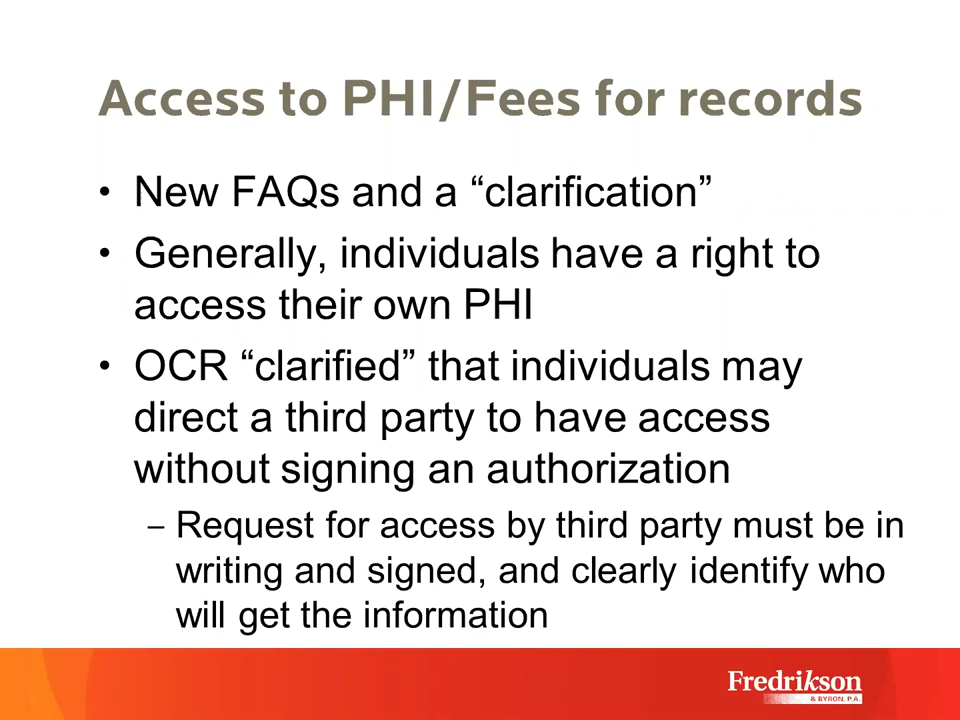 Access to PHI/Fees for records
• New FAQs and a “clarification”
• Generally, individuals have a right to
access their own PHI
• OCR “clarified” that individuals may
direct a third party to have access
without signing an authorization
– Request for access by third party must be in
writing and signed, and clearly identify who
will get the information
Fredrikson
& BYRON, P.A.